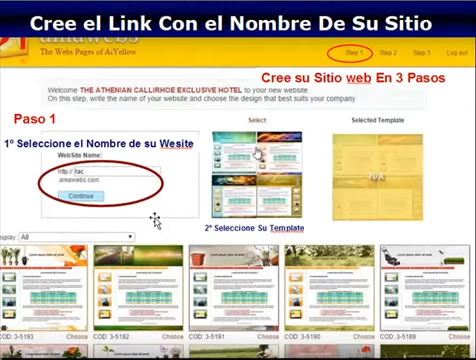 Cree el Link Con el Nombre De Su Sitio
amawebs
The Webs Pages of AiYellow
Step 1
Step 2
Step 3
Log out
Cree su Sitio web En 3 Pasos
Welcome THE ATHENIAN CALLIRHOE EXCLUSIVE HOTEL to your new website.
On this step, write the name of your website and choose the design that best suits your company
Paso 1
1º Seleccione el Nombre de su Wesite
Select
Selected Template
WebSite Name:
http://
.amawebs.com
Continue
N/A
2ª Seleccione Su Template
Display: All
COD: 3-5193 Choose
COD: 3-5192 Choose
COD: 3-5191 Choose
COD: 3-5190 Choose
COD: 3-5189 Choose